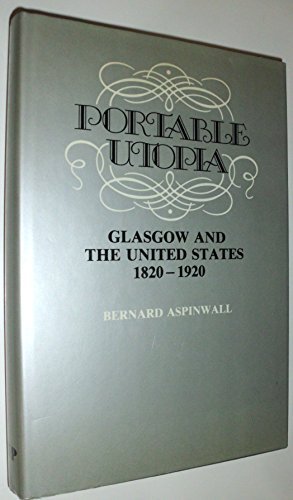 PORTABLE
UTOPIA
GLASGOW AND
THE UNITED STATES
1820–1920
BERNARD ASPINWALL
P